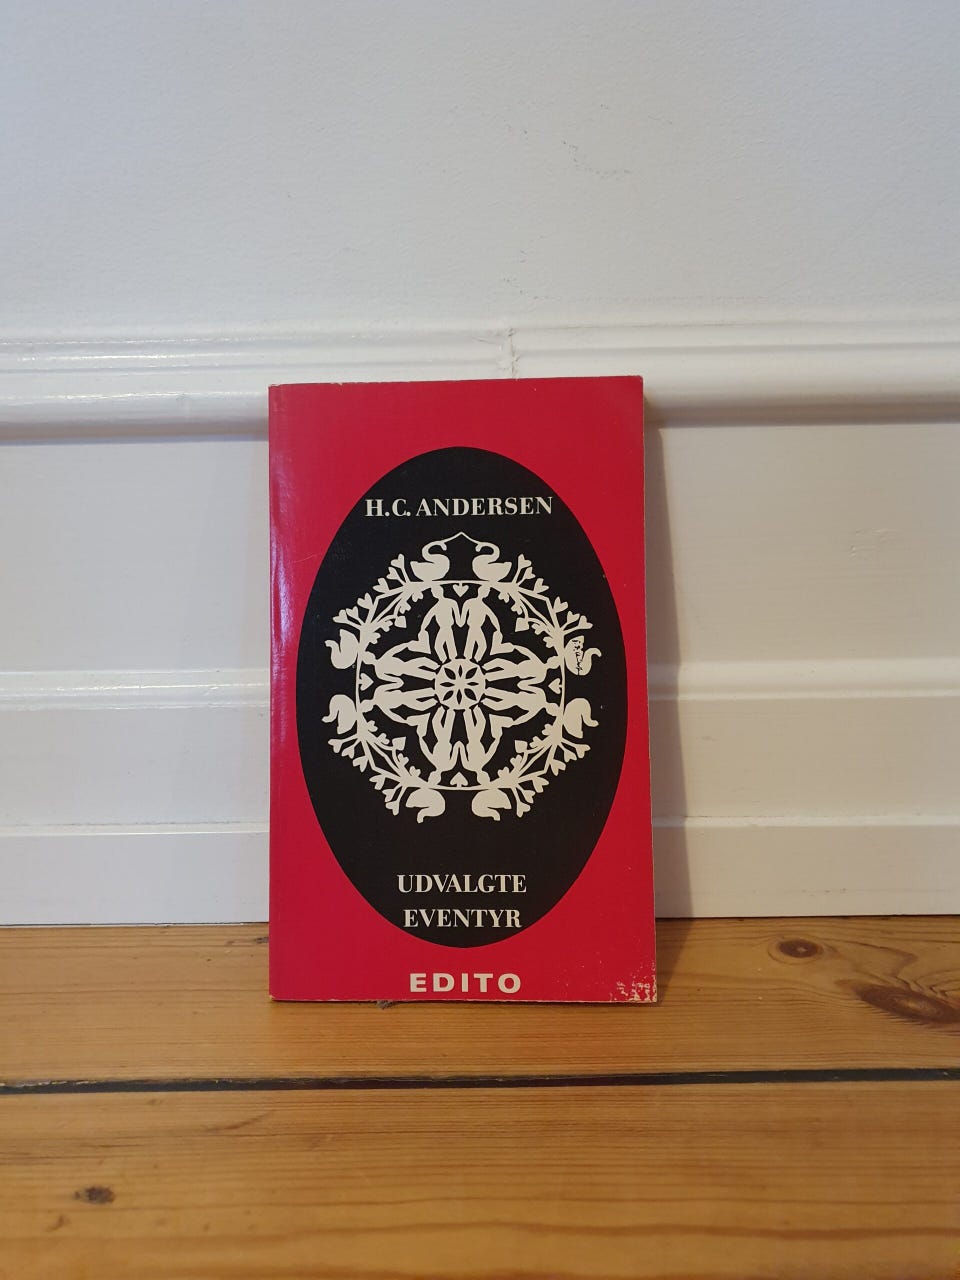 H.C. ANDERSEN
UDVALGTE
EVENTYR
EDITO